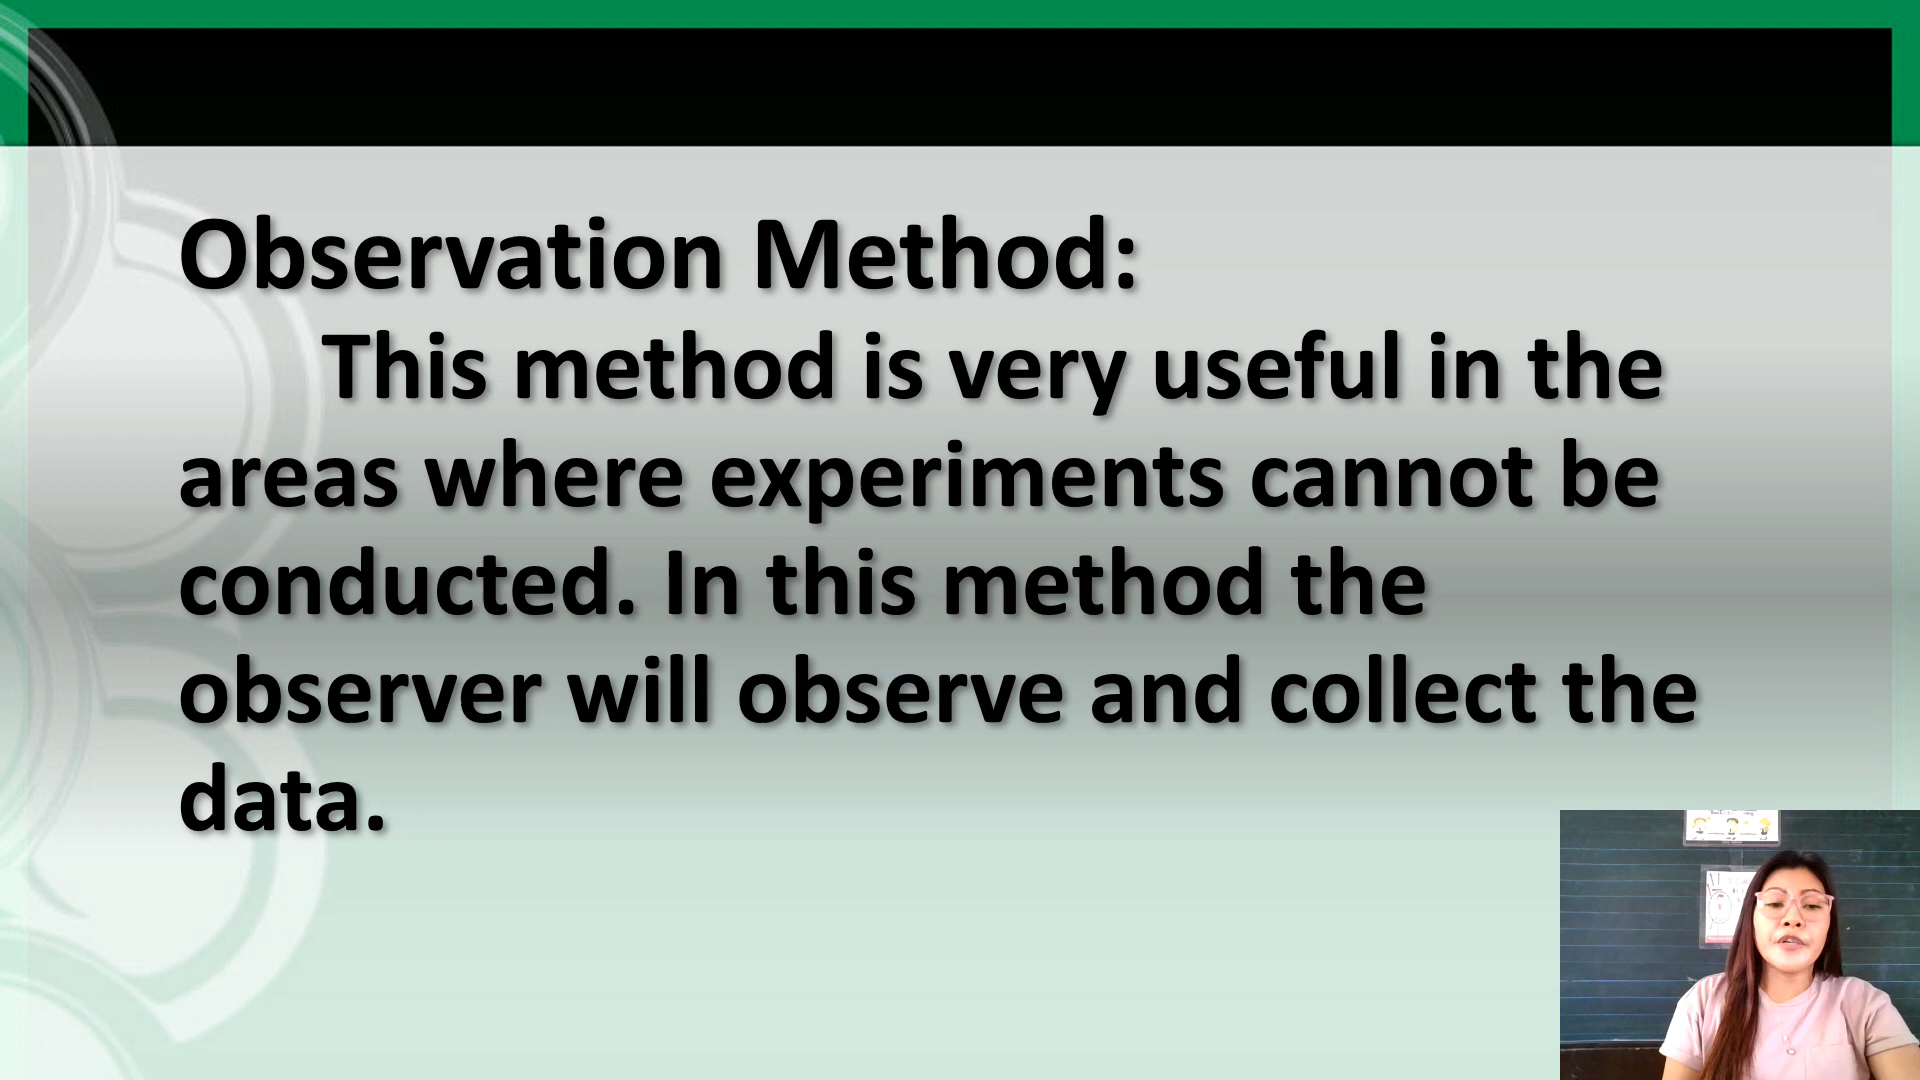 Observation Method:
This method is very useful in the
areas where experiments cannot be
conducted. In this method the
observer will observe and collect the
data.